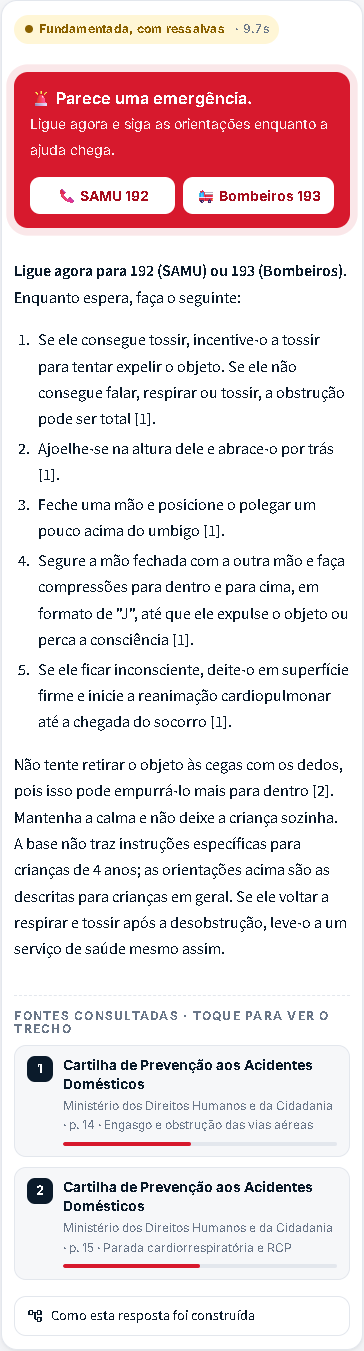 Fundamentada, com ressalvas · 9.7s
Parece uma emergência.
Ligue agora e siga as orientações enquanto a
ajuda chega.
SAMU 192
Bombeiros 193
Ligue agora para 192 (SAMU) ou 193 (Bombeiros).
Enquanto espera, faça o seguinte:
1. Se ele consegue tossir, incentive-o a tossir
para tentar expelir o objeto. Se ele não
consegue falar, respirar ou tossir, a obstrução
pode ser total [1].
2. Ajoelhe-se na altura dele e abrace-o por trás
[1].
3. Feche uma mão e posicione o polegar um
pouco acima do umbigo [1].
4. Segure a mão fechada com a outra mão e faça
compressões para dentro e para cima, em
formato de "J", até que ele expulse o objeto ou
perca a consciência [1].
5. Se ele ficar inconsciente, deite-o em superfície
firme e inicie a reanimação cardiopulmonar
até a chegada do socorro [1].
Não tente retirar o objeto às cegas com os dedos,
pois isso pode empurrá-lo mais para dentro [2].
Mantenha a calma e não deixe a criança sozinha.
A base não traz instruções específicas para
crianças de 4 anos; as orientações acima são as
descritas para crianças em geral. Se ele voltar a
respirar e tossir após a desobstrução, leve-o a um
serviço de saúde mesmo assim.
FONTES CONSULTADAS · TOQUE PARA VER O
TRECHO
1
Cartilha de Prevenção aos Acidentes
Domésticos
Ministério dos Direitos Humanos e da Cidadania
· p. 14 · Engasgo e obstrução das vias aéreas
2
Cartilha de Prevenção aos Acidentes
Domésticos
Ministério dos Direitos Humanos e da Cidadania
· p. 15 · Parada cardiorrespiratória e RCP
Como esta resposta foi construída